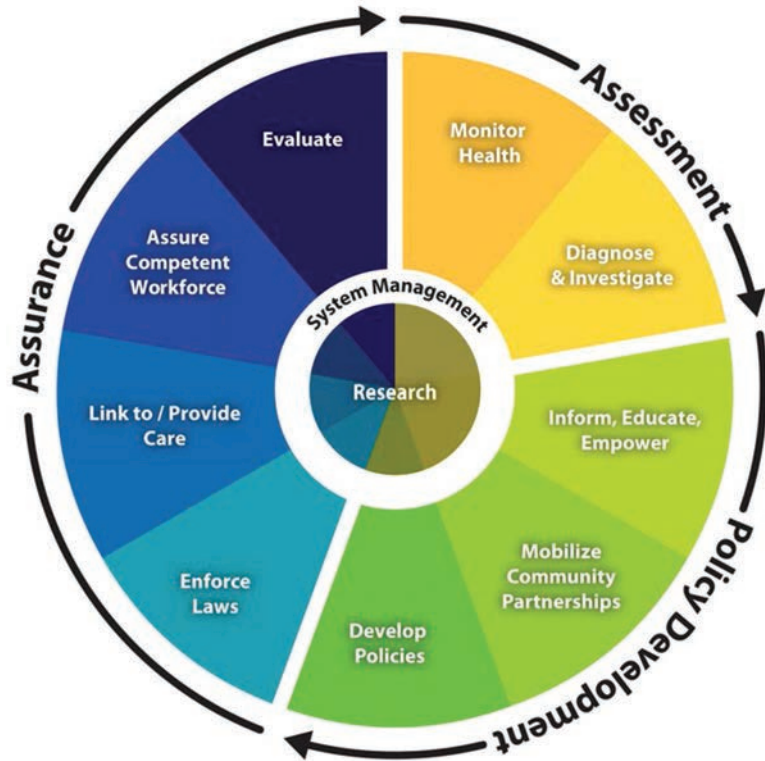 Assessment
Monitor
Health
Diagnose
& Investigate
Policy Development
Inform, Educate,
Empower
Mobilize
Community
Partnerships
Develop
Policies
Assurance
Enforce
Laws
Link to / Provide
Care
Assure
Competent
Workforce
Evaluate
System Management
Research